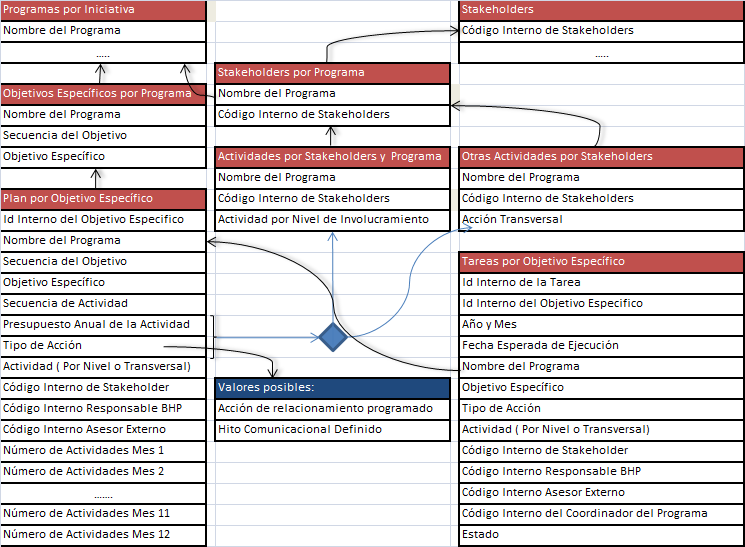 Programas por Iniciativa
Nombre del Programa
.....
Objetivos Específicos por Programa
Nombre del Programa
Secuencia del Objetivo
Objetivo Específico
Plan por Objetivo Específico
Id Interno del Objetivo Especifico
Nombre del Programa
Secuencia del Objetivo
Objetivo Específico
Secuencia de Actividad
Presupuesto Anual de la Actividad
Tipo de Acción
Actividad ( Por Nivel o Transversal)
Código Interno de Stakeholder
Código Interno Responsable BHP
Código Interno Asesor Externo
Número de Actividades Mes 1
Número de Actividades Mes 2
.......
Número de Actividades Mes 11
Número de Actividades Mes 12
Stakeholders por Programa
Nombre del Programa
Código Interno de Stakeholders
Actividades por Stakeholders y Programa
Nombre del Programa
Código Interno de Stakeholders
Actividad por Nivel de Involucramiento
Valores posibles:
Acción de relacionamiento programado
Hito Comunicacional Definido
Stakeholders
Código Interno de Stakeholders
.....
Otras Actividades por Stakeholders
Nombre del Programa
Código Interno de Stakeholders
Acción Transversal
Tareas por Objetivo Específico
Id Interno de la Tarea
Id Interno del Objetivo Especifico
Año y Mes
Fecha Esperada de Ejecución
Nombre del Programa
Objetivo Específico
Tipo de Acción
Actividad ( Por Nivel o Transversal)
Código Interno de Stakeholder
Código Interno Responsable BHP
Código Interno Asesor Externo
Código Interno del Coordinador del Programa
Estado